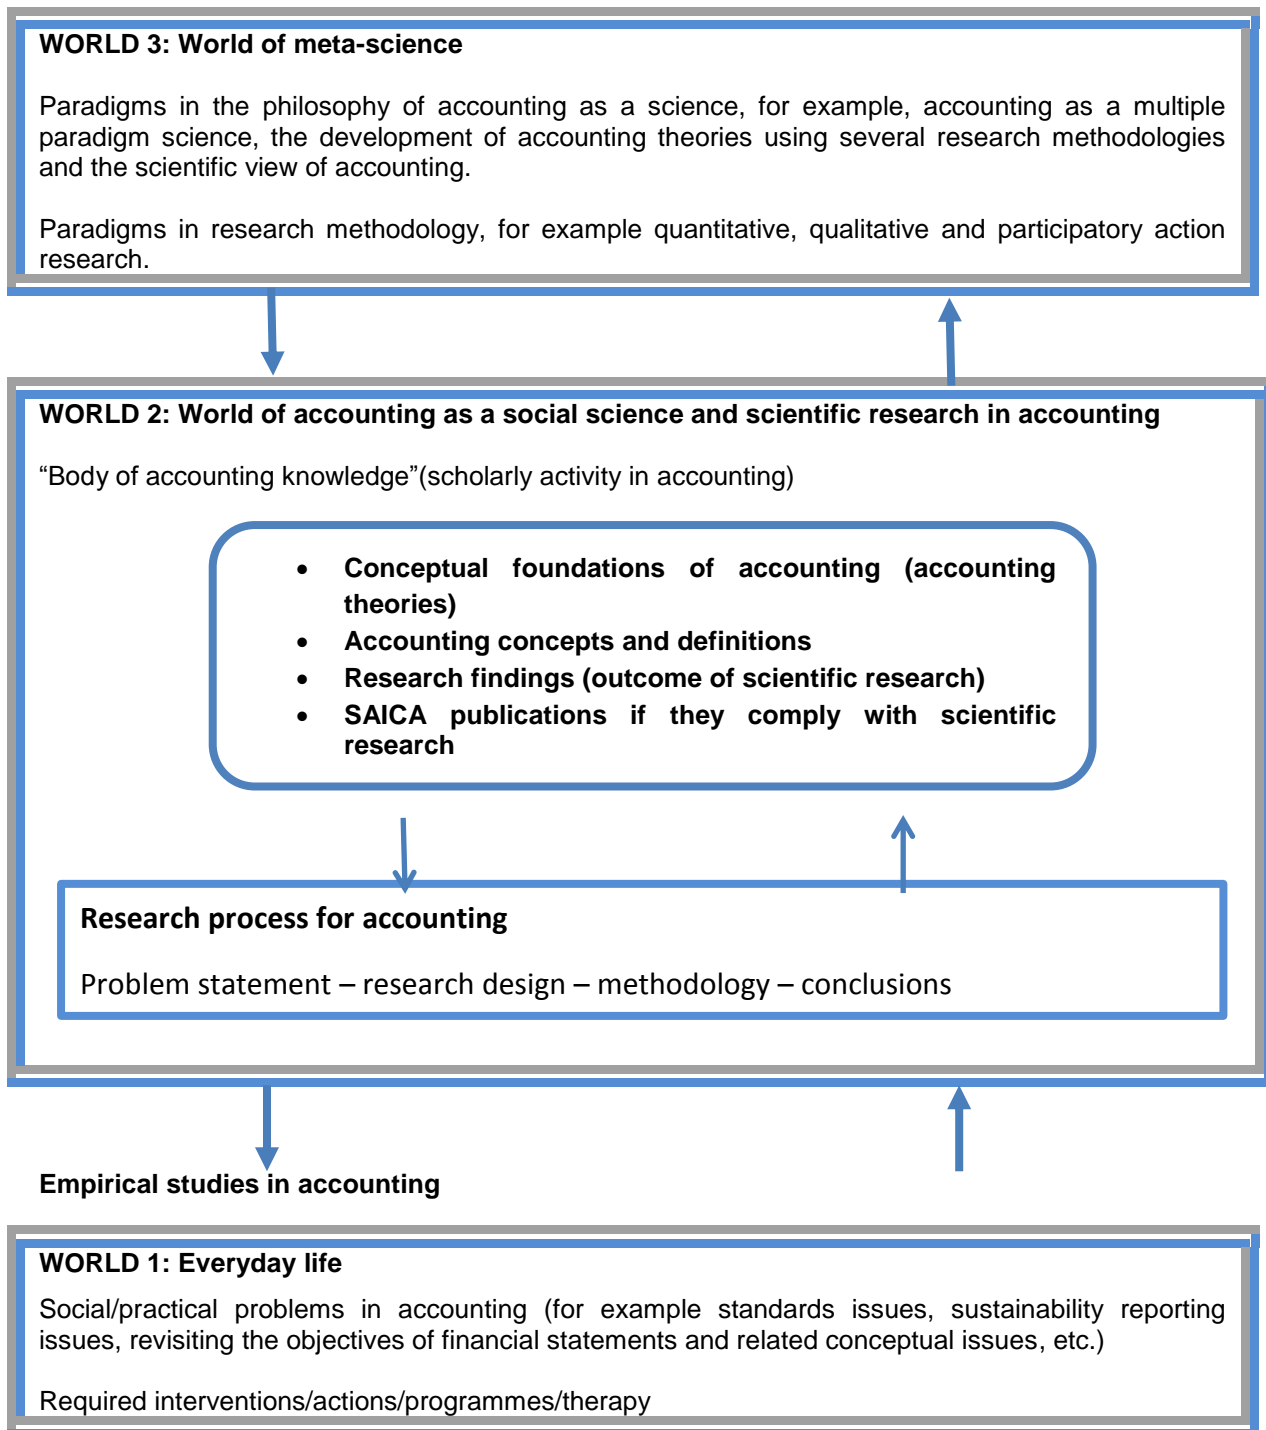 WORLD 3: World of meta-science
Paradigms in the philosophy of accounting as a science, for example, accounting as a multiple
paradigm science, the development of accounting theories using several research methodologies
and the scientific view of accounting.
Paradigms in research methodology, for example quantitative, qualitative and participatory action
research.
WORLD 2: World of accounting as a social science and scientific research in accounting
“Body of accounting knowledge”(scholarly activity in accounting)
• Conceptual foundations of accounting (accounting
theories)
• Accounting concepts and definitions
• Research findings (outcome of scientific research)
• SAICA publications if they comply with scientific
research
Research process for accounting
Problem statement – research design – methodology – conclusions
Empirical studies in accounting
WORLD 1: Everyday life
Social/practical problems in accounting (for example standards issues, sustainability reporting
issues, revisiting the objectives of financial statements and related conceptual issues, etc.)
Required interventions/actions/programmes/therapy